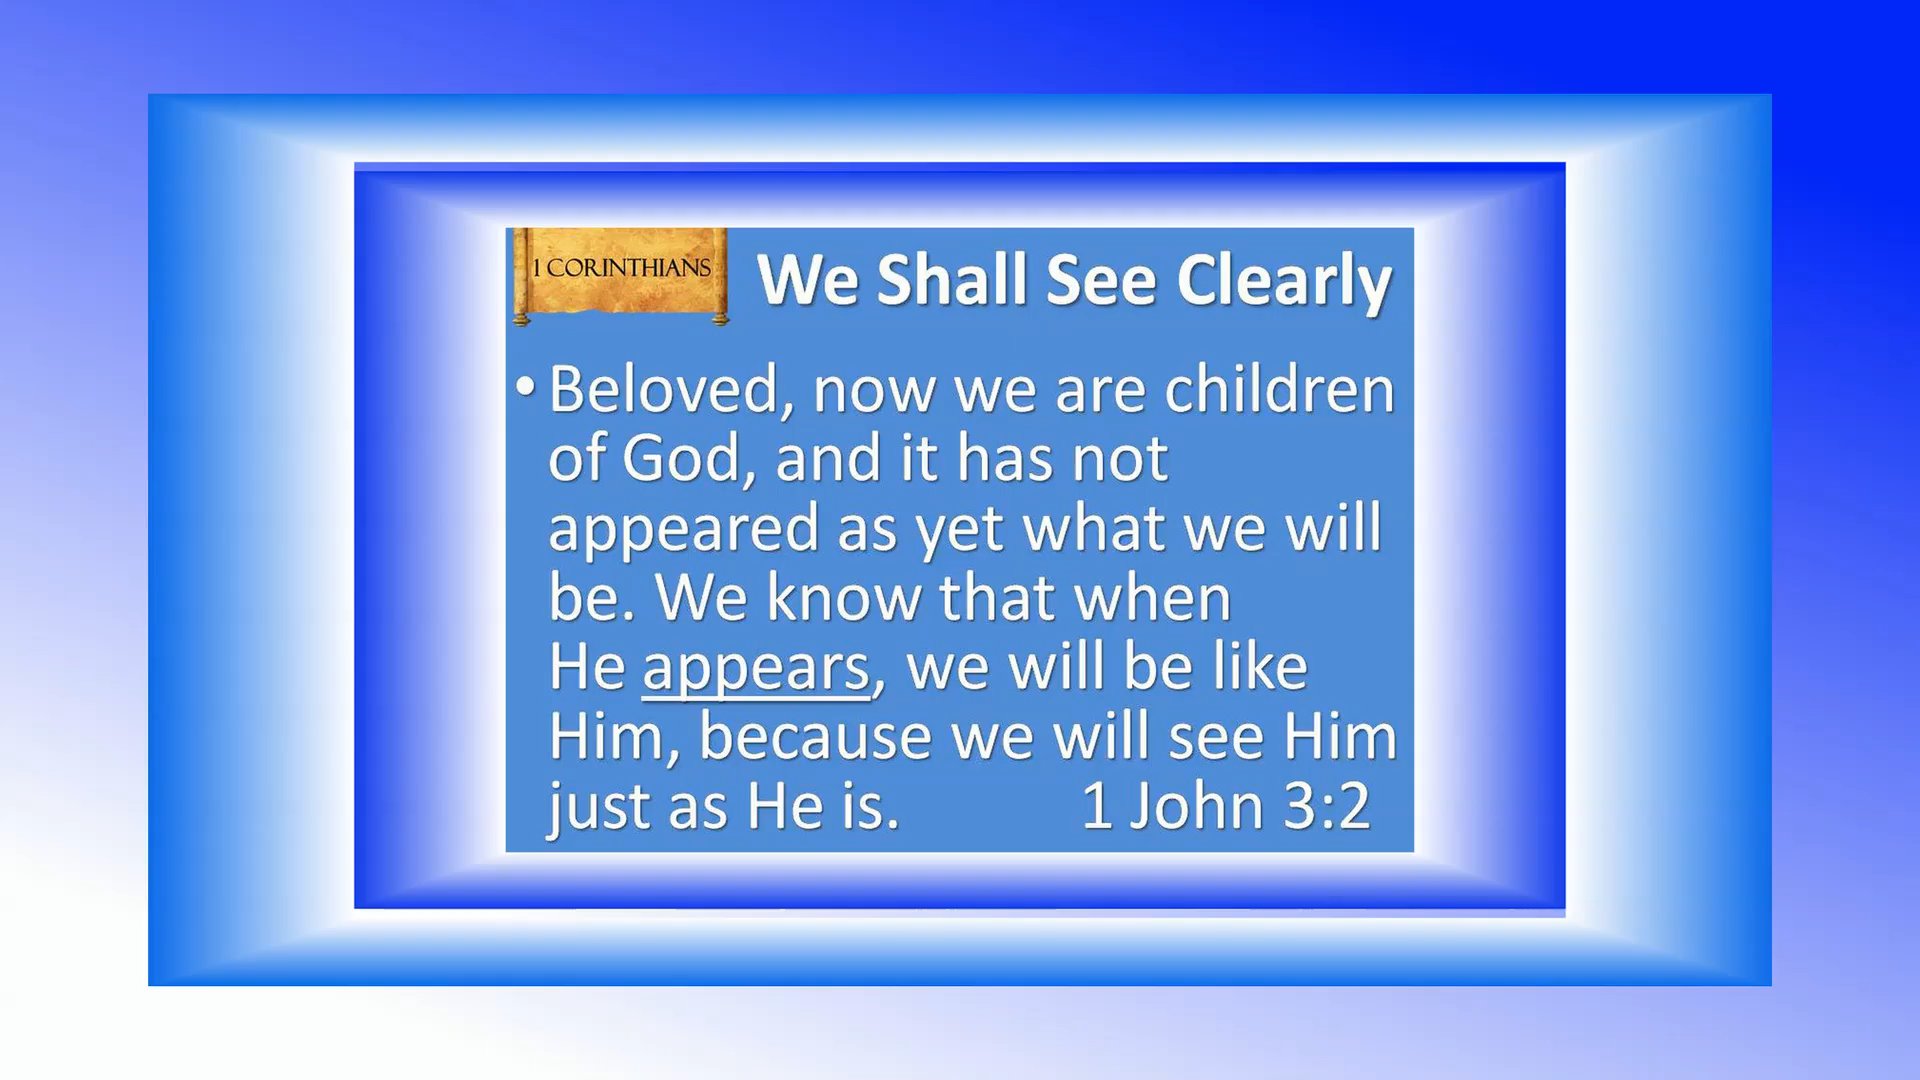 1 CORINTHIANS
We Shall See Clearly
• Beloved, now we are children
of God, and it has not
appeared as yet what we will
be. We know that when
He appears, we will be like
Him, because we will see Him
just as He is. 1 John 3:2